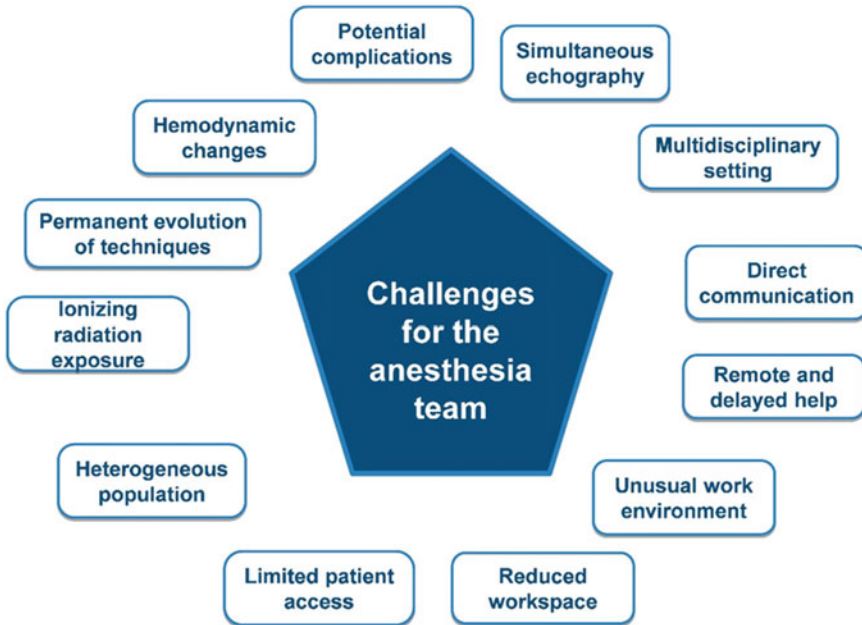 Potential
complications
Simultaneous
echography
Hemodynamic
changes
Multidisciplinary
setting
Permanent evolution
of techniques
Direct
communication
Ionizing
radiation
exposure
Challenges
for the
anesthesia
team
Remote and
delayed help
Heterogeneous
population
Unusual work
environment
Limited patient
access
Reduced
workspace